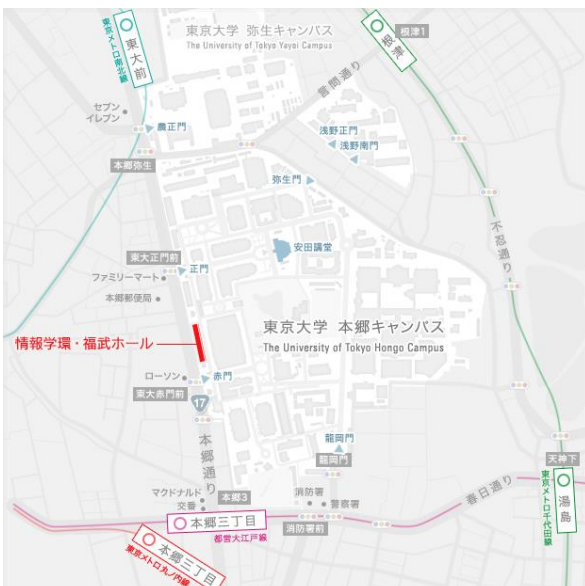 東京大学 弥生キャンパス
The University of Tokyo Yayoi Campus
東大前
東京メトロ南北線
根津1
根津
セブン
イレブン
農正門
言問通り
浅野正門
浅野南門
本郷弥生
弥生門
東大正門前
正門
安田講堂
不忍通り
ファミリーマート
本郷郵便局
東京大学 本郷キャンパス
The University of Tokyo Hongo Campus
情報学環・福武ホール
ローソン
赤門
東大赤門前
17
本郷通り
龍岡門
龍岡門
天神下
湯島
東京メトロ千代田線
春日通り
マクドナルド
交番
本郷3
消防署
警察署
本郷三丁目
都営大江戸線
消防署前
本郷三丁目
東京メトロ丸ノ内線